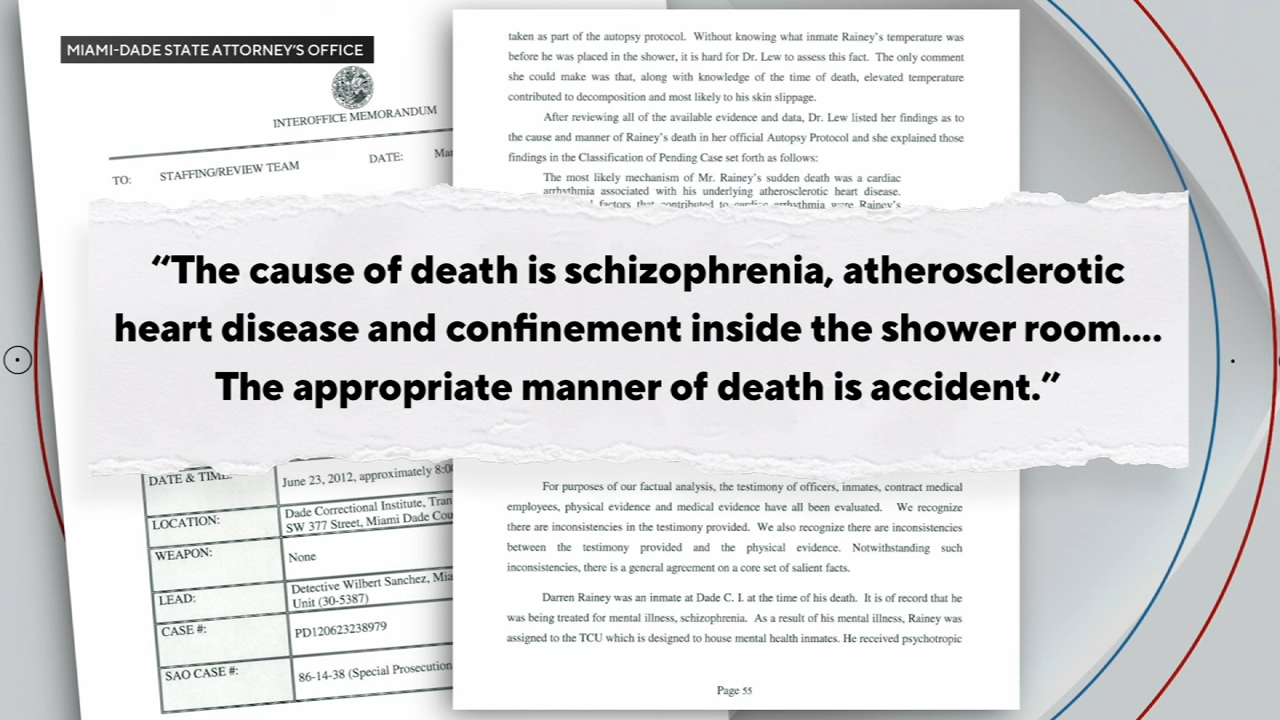 MIAMI-DADE STATE ATTORNEY'S OFFICE
INTEROFFICE MEMORANDUM
TO: STAFFING/REVIEW TEAM DATE:
taken as part of the autopsy protocol. Without knowing what inmate Rainey's temperature was
before he was placed in the shower, it is hard for Dr. Lew to assess this fact. The only comment
she could make was that, along with knowledge of the time of death, elevated temperature
contributed to decomposition and most likely to his skin slippage.
After reviewing all of the available evidence and data, Dr. Lew listed her findings as to
the cause and manner of Rainey's death in her official Autopsy Protocol and she explained those
findings in the Classification of Pending Case set forth as follows:
The most likely mechanism of Mr. Rainey's sudden death was a cardiac
arrhythmia associated with his underlying atherosclerotic heart disease.
factors that contributed to cardiac arrhythmia were Rainey's
“The cause of death is schizophrenia, atherosclerotic
heart disease and confinement inside the shower room....
The appropriate manner of death is accident.”
DATE & TIME: June 23, 2012, approximately 8:0
LOCATION: Dade Correctional Institute, Tran
SW 377 Street, Miami Dade Cou
WEAPON: None
LEAD: Detective Wilbert Sanchez, Mia
Unit (30-5387)
CASE #: PD120623238979
SAO CASE #: 86-14-38 (Special Prosecution
For purposes of our factual analysis, the testimony of officers, inmates, contract medical
employees, physical evidence and medical evidence have all been evaluated. We recognize
there are inconsistencies in the testimony provided. We also recognize there are inconsistencies
between the testimony provided and the physical evidence. Notwithstanding such
inconsistencies, there is a general agreement on a core set of salient facts.
Darren Rainey was an inmate at Dade C. I. at the time of his death. It is of record that he
was being treated for mental illness, schizophrenia. As a result of his mental illness, Rainey was
assigned to the TCU which is designed to house mental health inmates. He received psychotropic
Page 55